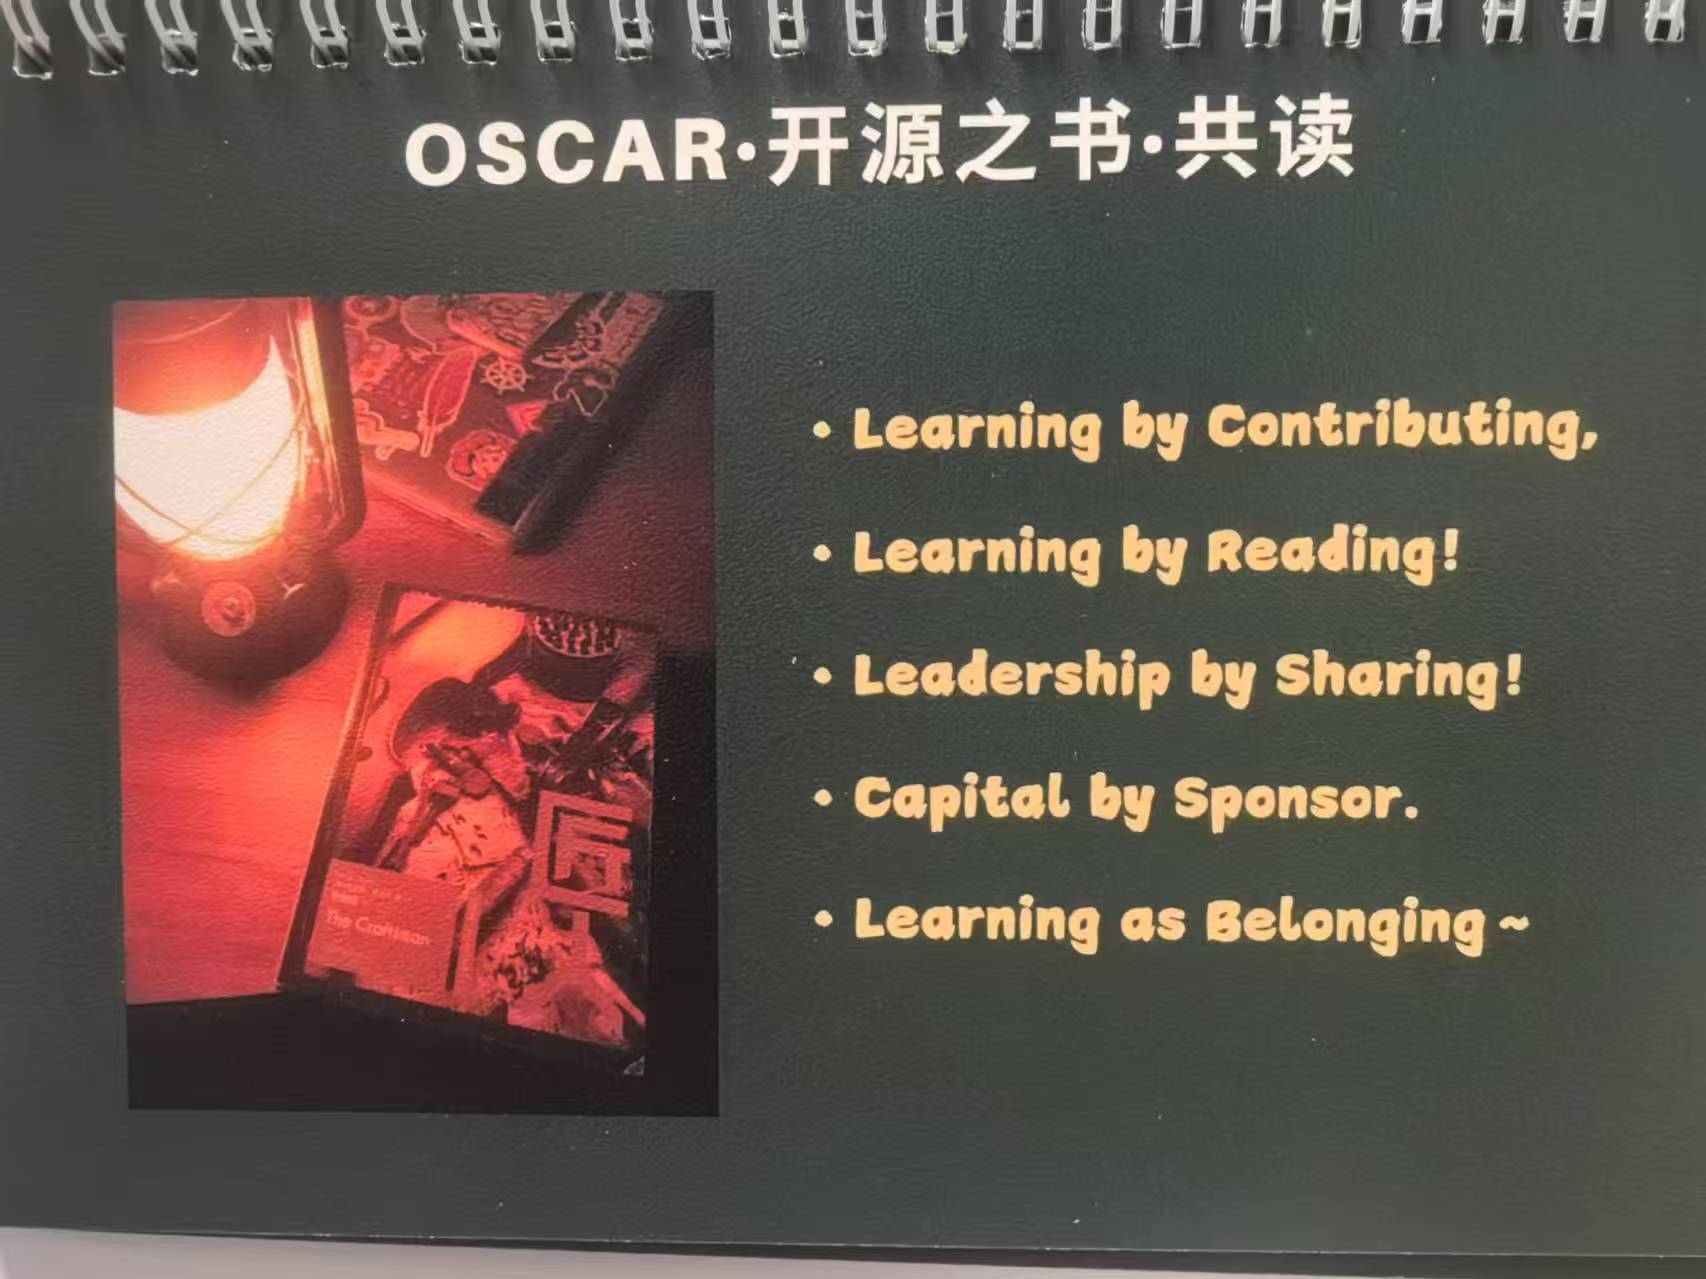 OSCAR·开源之书·共读
• Learning by Contributing,
• Learning by Reading!
• Leadership by Sharing!
• Capital by Sponsor.
• Learning as Belonging~
匠
The Craftsman